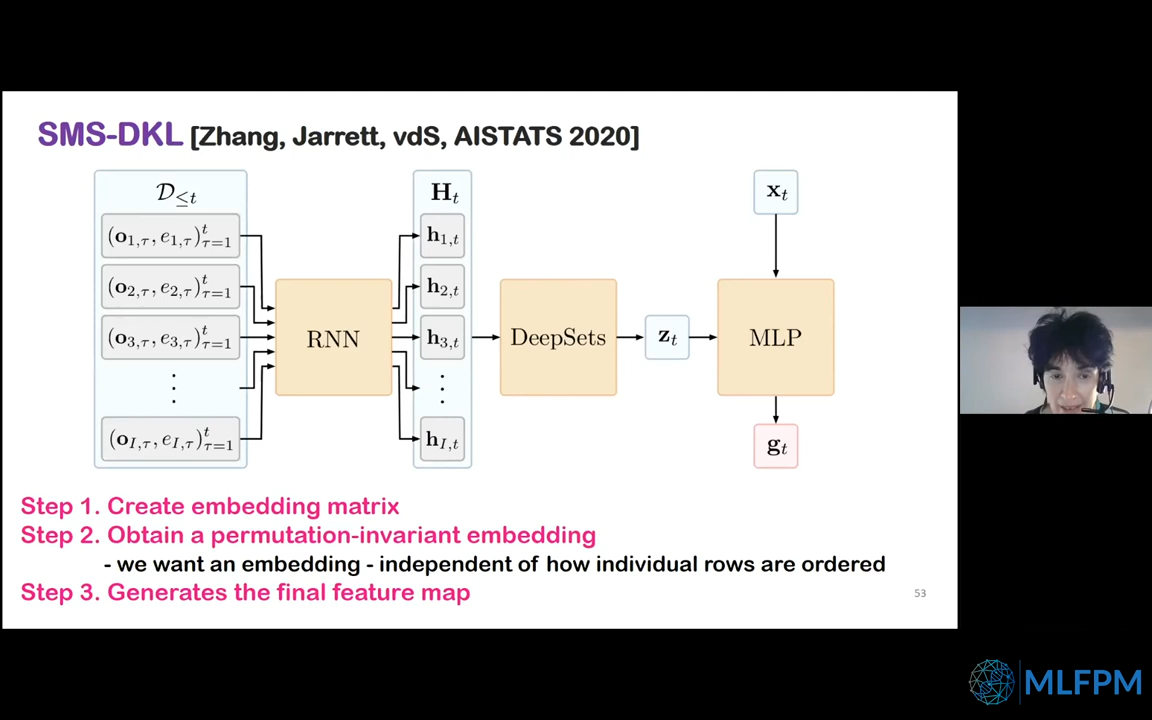 SMS-DKL [Zhang, Jarrett, vdS, AISTATS 2020]
𝒟≤t
(o1,τ, e1,τ)ᵗτ=1
(o2,τ, e2,τ)ᵗτ=1
(o3,τ, e3,τ)ᵗτ=1
⋮
(oI,τ, eI,τ)ᵗτ=1
RNN
Ht
h1,t
h2,t
h3,t
⋮
hI,t
DeepSets
zt
xt
MLP
gt
Step 1. Create embedding matrix
Step 2. Obtain a permutation-invariant embedding
- we want an embedding - independent of how individual rows are ordered
Step 3. Generates the final feature map
53
MLFPM